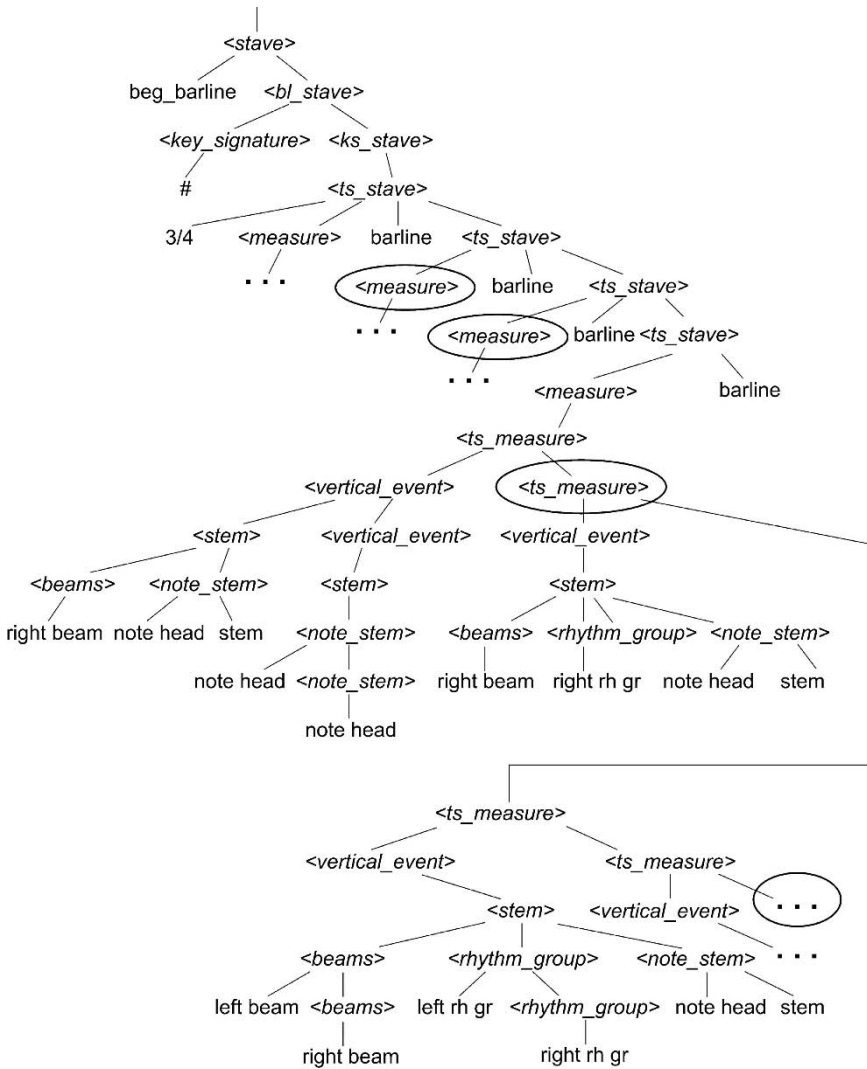 <stave>
beg_barline <bl_stave>
<key_signature> <ks_stave>
# <ts_stave>
3/4 <measure> barline <ts_stave>
. . . <measure> barline <ts_stave>
. . . <measure> barline <ts_stave>
. . . <measure> barline
<ts_measure>
<vertical_event> <ts_measure>
<stem> <vertical_event> <vertical_event>
<beams> <note_stem> <stem> <stem>
right beam note head stem <note_stem> <beams> <rhythm_group> <note_stem>
note head <note_stem> right beam right rh gr note head stem
note head
<ts_measure>
<vertical_event> <ts_measure>
<stem> <vertical_event> . . .
<beams> <rhythm_group> <note_stem> . . .
left beam <beams> left rh gr <rhythm_group> note head stem
right beam right rh gr